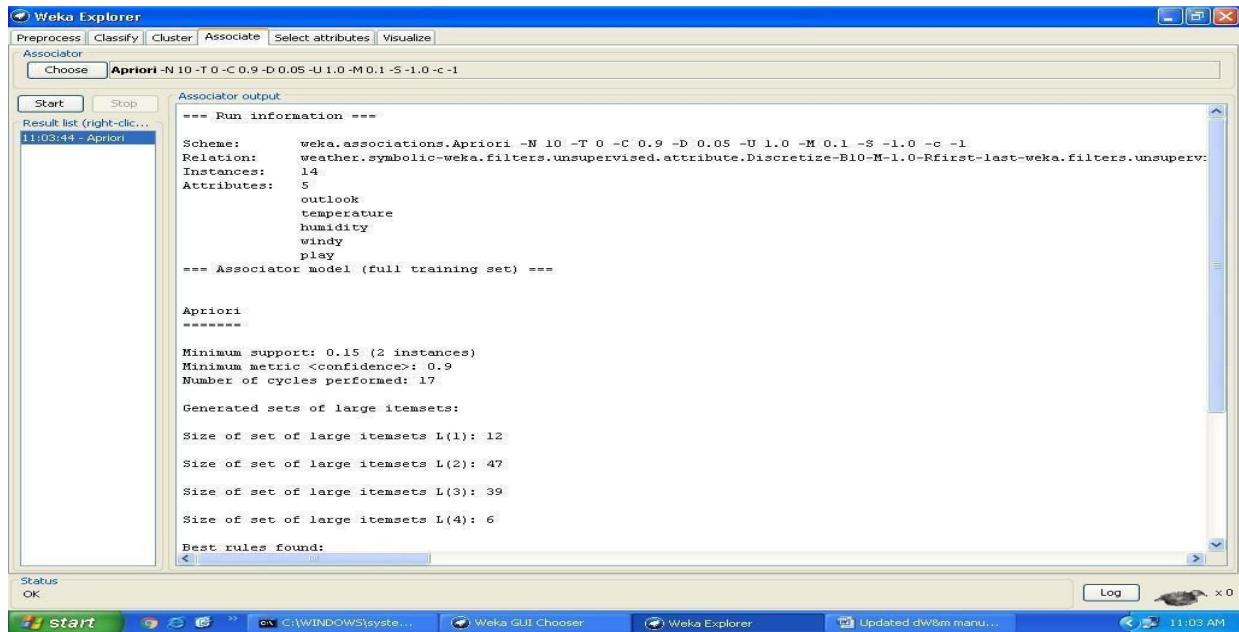 Weka Explorer
Preprocess Classify Cluster Associate Select attributes Visualize
Associator
Choose Apriori -N 10 -T 0 -C 0.9 -D 0.05 -U 1.0 -M 0.1 -S -1.0 -c -1
Start Stop
Result list (right-clic...
11:03:44 - Apriori
Associator output
=== Run information ===
Scheme: weka.associations.Apriori -N 10 -T 0 -C 0.9 -D 0.05 -U 1.0 -M 0.1 -S -1.0 -c -1
Relation: weather.symbolic-weka.filters.unsupervised.attribute.Discretize-B10-M-1.0-Rfirst-last-weka.filters.unsuperv:
Instances: 14
Attributes: 5
outlook
temperature
humidity
windy
play
=== Associator model (full training set) ===
Apriori
=======
Minimum support: 0.15 (2 instances)
Minimum metric <confidence>: 0.9
Number of cycles performed: 17
Generated sets of large itemsets:
Size of set of large itemsets L(1): 12
Size of set of large itemsets L(2): 47
Size of set of large itemsets L(3): 39
Size of set of large itemsets L(4): 6
Best rules found:
Status
OK
Log x 0
start C:\WINDOWS\syste... Weka GUI Chooser Weka Explorer Updated dW&m manu... 11:03 AM